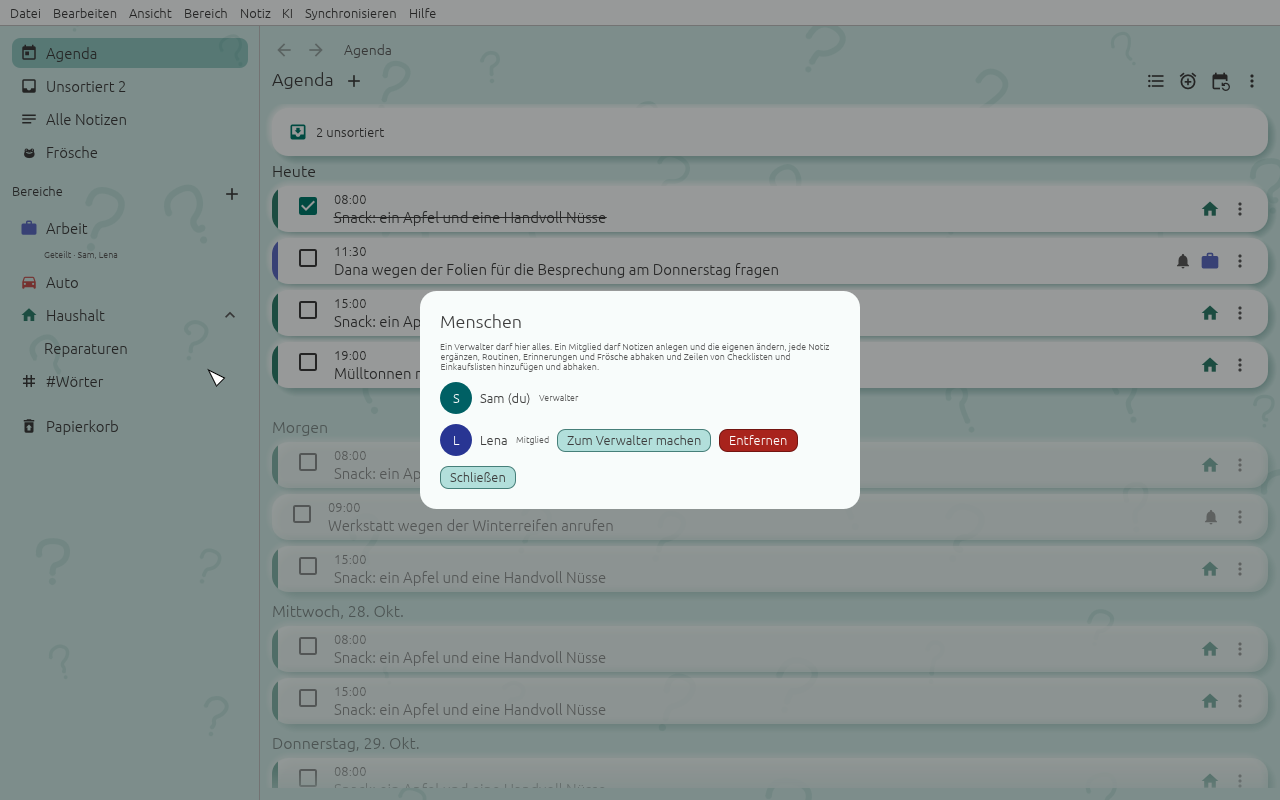 Datei Bearbeiten Ansicht Bereich Notiz KI Synchronisieren Hilfe
Agenda
Unsortiert 2
Alle Notizen
Frösche
Bereiche
Arbeit
Geteilt · Sam, Lena
Auto
Haushalt
Reparaturen
#Wörter
Papierkorb
Agenda
Agenda
2 unsortiert
Heute
08:00
Snack: ein Apfel und eine Handvoll Nüsse
11:30
Dana wegen der Folien für die Besprechung am Donnerstag fragen
15:00
Snack: ein Ap
19:00
Mülltonnen
Menschen
Ein Verwalter darf hier alles. Ein Mitglied darf Notizen anlegen und die eigenen ändern, jede Notiz
ergänzen, Routinen, Erinnerungen und Frösche abhaken und Zeilen von Checklisten und
Einkaufslisten hinzufügen und abhaken.
S Sam (du) Verwalter
L Lena Mitglied Zum Verwalter machen Entfernen
Schließen
Morgen
08:00
Snack: ein Ap
09:00
Werkstatt wegen der Winterreifen anrufen
15:00
Snack: ein Apfel und eine Handvoll Nüsse
Mittwoch, 28. Okt.
08:00
Snack: ein Apfel und eine Handvoll Nüsse
15:00
Snack: ein Apfel und eine Handvoll Nüsse
Donnerstag, 29. Okt.
08:00
Snack: ein Apfel und eine Handvoll Nüsse